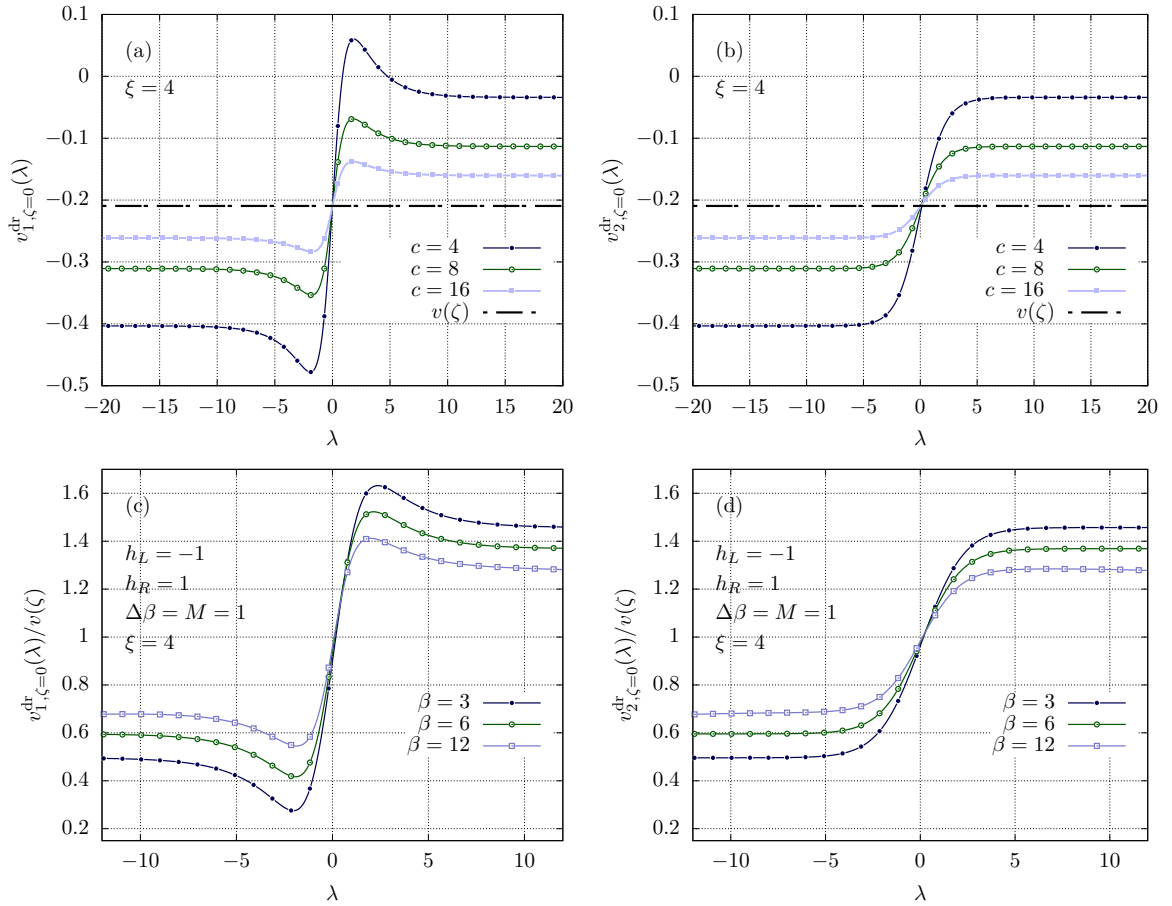 (a)
ξ = 4
v^{dr}_{1,ζ=0}(λ)
0.1
0
−0.1
−0.2
−0.3
−0.4
−0.5
c = 4
c = 8
c = 16
v(ζ)
−20 −15 −10 −5 0 5 10 15 20
λ
(b)
ξ = 4
v^{dr}_{2,ζ=0}(λ)
0.1
0
−0.1
−0.2
−0.3
−0.4
−0.5
c = 4
c = 8
c = 16
v(ζ)
−20 −15 −10 −5 0 5 10 15 20
λ
(c)
h_L = −1
h_R = 1
Δβ = M = 1
ξ = 4
v^{dr}_{1,ζ=0}(λ)/v(ζ)
1.6
1.4
1.2
1
0.8
0.6
0.4
0.2
β = 3
β = 6
β = 12
−10 −5 0 5 10
λ
(d)
h_L = −1
h_R = 1
Δβ = M = 1
ξ = 4
v^{dr}_{2,ζ=0}(λ)/v(ζ)
1.6
1.4
1.2
1
0.8
0.6
0.4
0.2
β = 3
β = 6
β = 12
−10 −5 0 5 10
λ